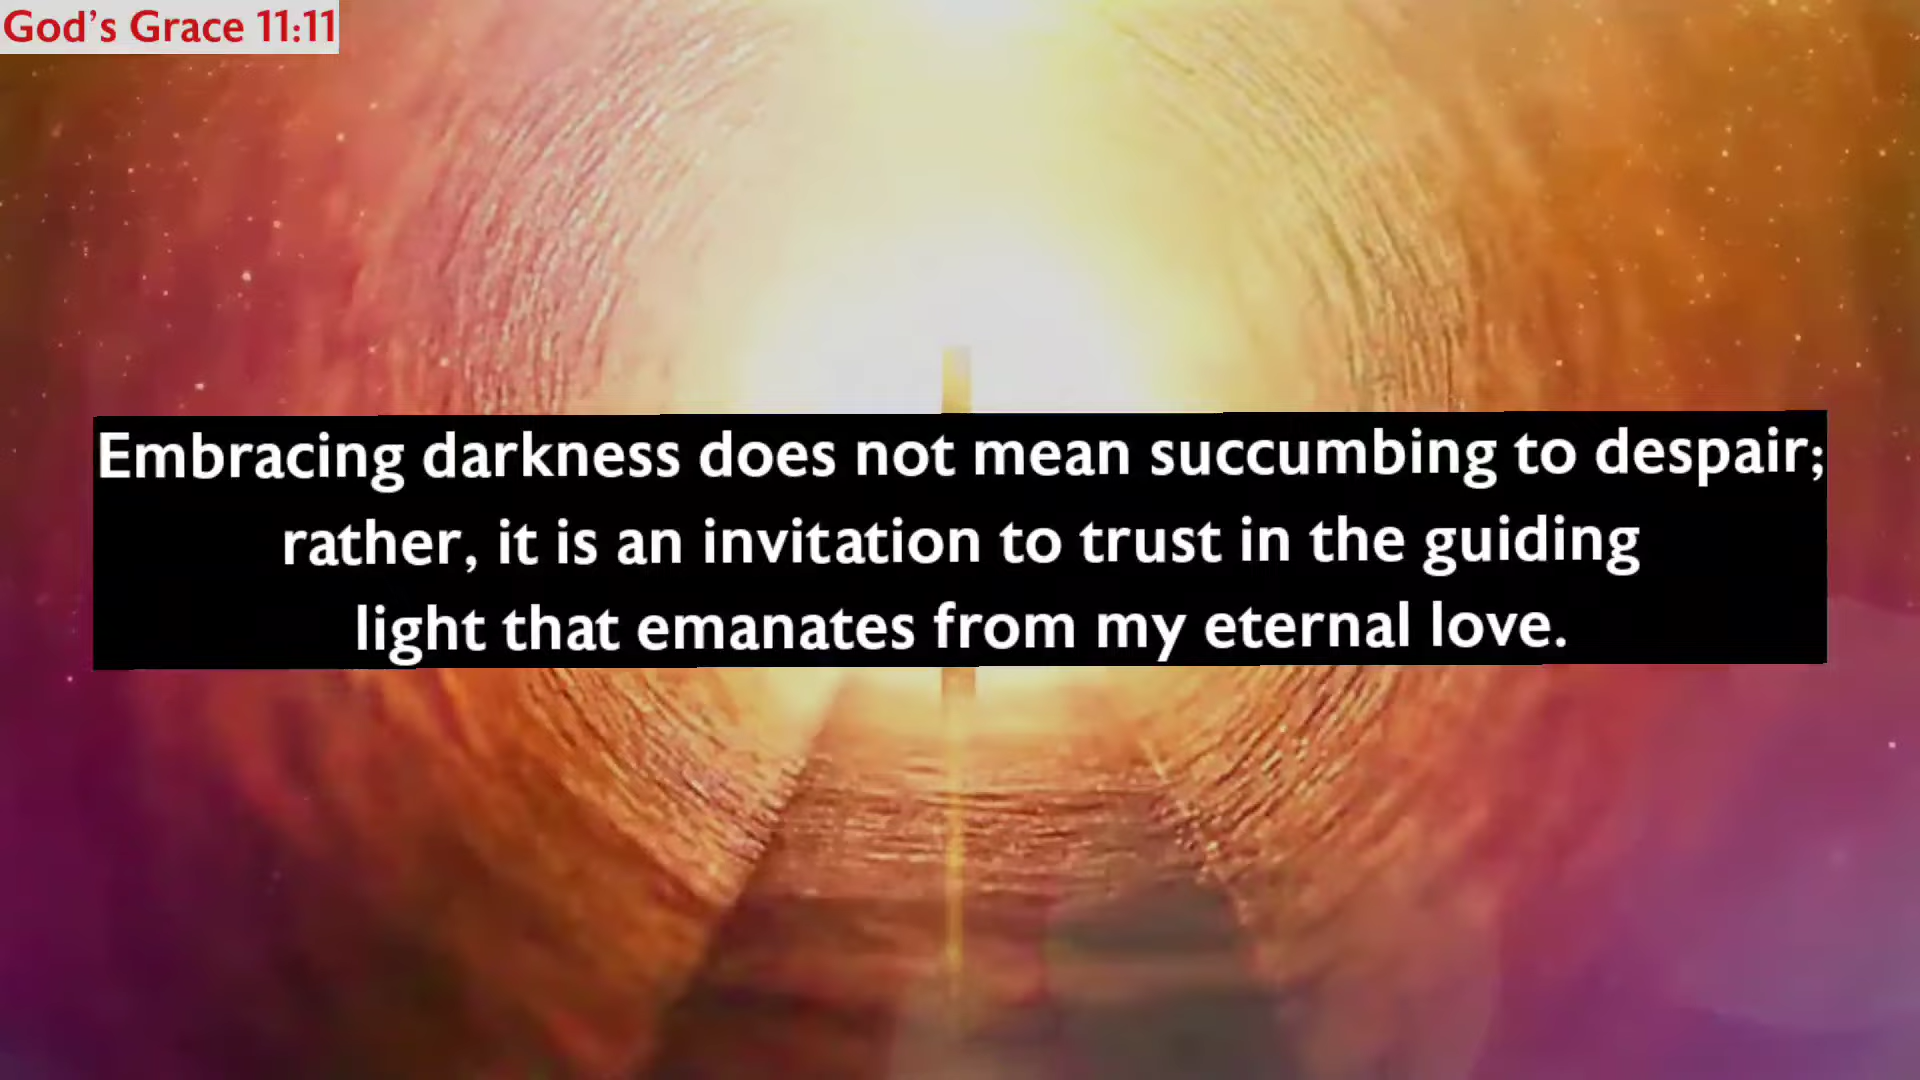 God's Grace 11:11
Embracing darkness does not mean succumbing to despair;
rather, it is an invitation to trust in the guiding
light that emanates from my eternal love.